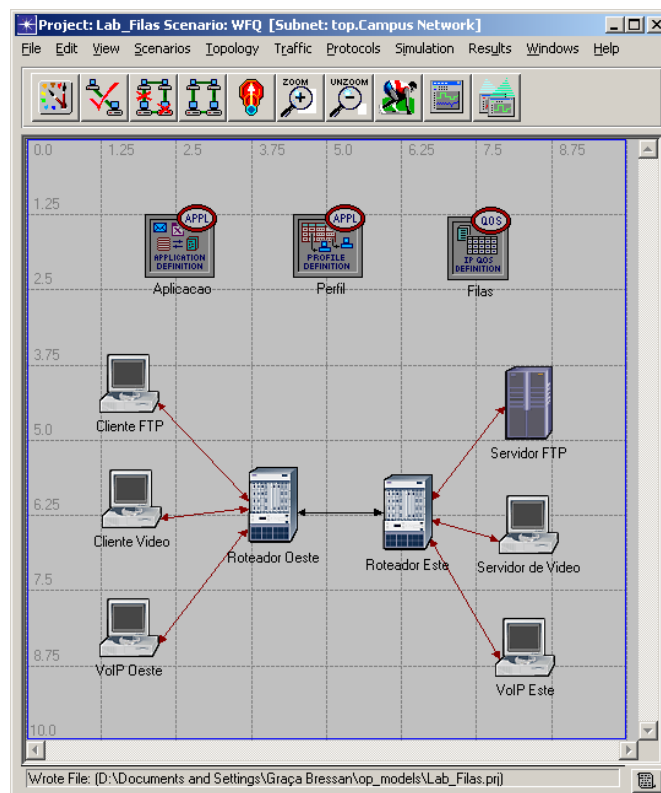 Project: Lab_Filas Scenario: WFQ [Subnet: top.Campus Network]
File Edit View Scenarios Topology Traffic Protocols Simulation Results Windows Help
ZOOM UNZOOM
0.0 1.25 2.5 3.75 5.0 6.25 7.5 8.75
1.25
APPL APPL QOS
APPLICATION DEFINITION PROFILE DEFINITION IP QOS DEFINITION
Aplicacao Perfil Filas
2.5
3.75
Cliente FTP
5.0
Servidor FTP
6.25
Cliente Video
Roteador Oeste Roteador Este Servidor de Video
7.5
8.75
VoIP Oeste
VoIP Este
10.0
Wrote File: (D:\Documents and Settings\Graça Bressan\op_models\Lab_Filas.prj)